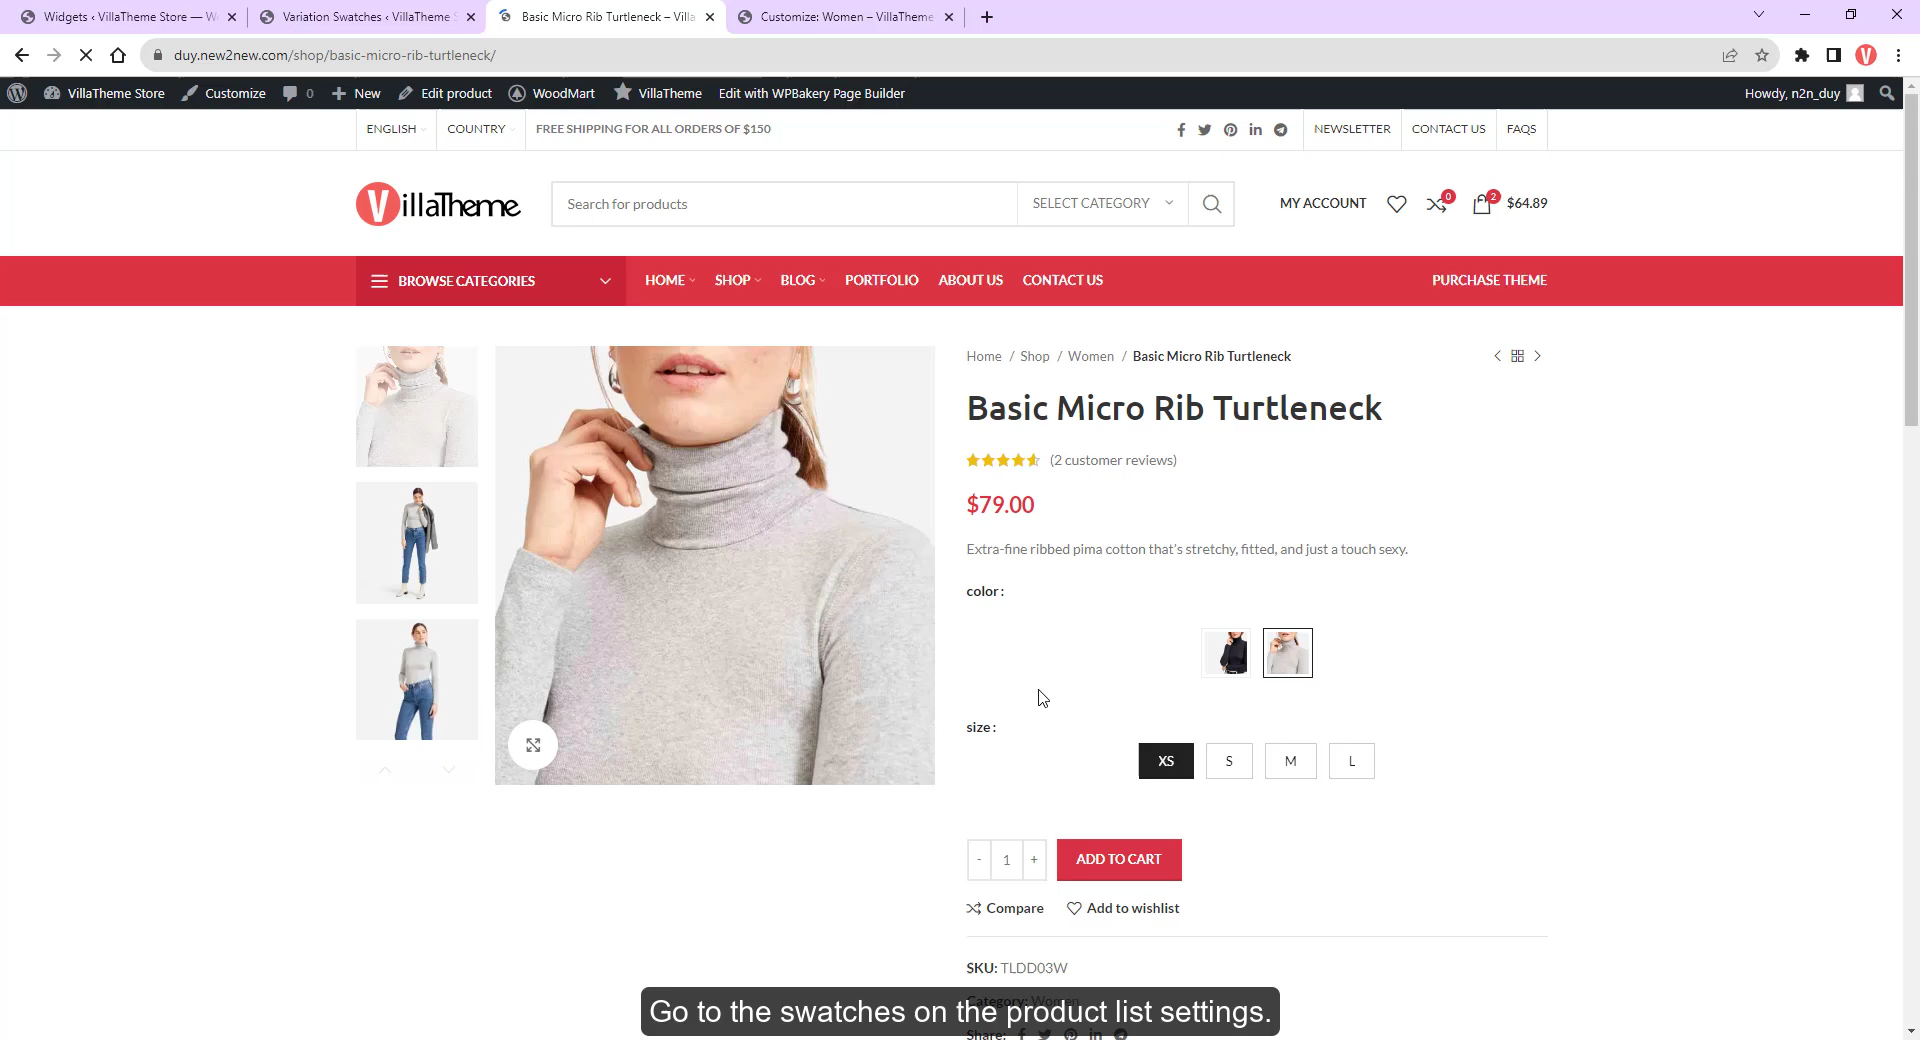 Widgets ‹ VillaTheme Store — W
Variation Swatches ‹ VillaTheme S
Basic Micro Rib Turtleneck – Villa
Customize: Women – VillaTheme
duy.new2new.com/shop/basic-micro-rib-turtleneck/
VillaTheme Store Customize 0 New Edit product WoodMart VillaTheme Edit with WPBakery Page Builder Howdy, n2n_duy
ENGLISH COUNTRY FREE SHIPPING FOR ALL ORDERS OF $150 NEWSLETTER CONTACT US FAQS
VillaTheme
Search for products SELECT CATEGORY
MY ACCOUNT 0 2 $64.89
BROWSE CATEGORIES HOME SHOP BLOG PORTFOLIO ABOUT US CONTACT US PURCHASE THEME
Home / Shop / Women / Basic Micro Rib Turtleneck
Basic Micro Rib Turtleneck
(2 customer reviews)
$79.00
Extra-fine ribbed pima cotton that's stretchy, fitted, and just a touch sexy.
color :
size :
XS S M L
- 1 + ADD TO CART
Compare Add to wishlist
SKU: TLDD03W
Category: Women
Go to the swatches on the product list settings.
Share: